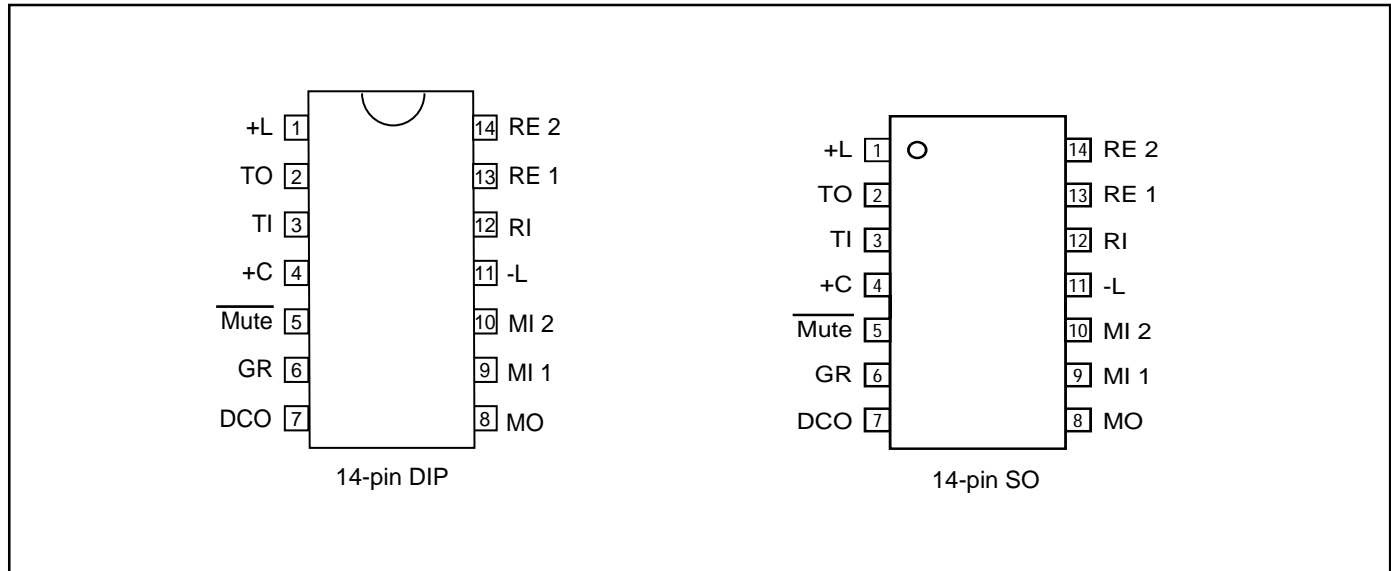 +L 1 14 RE 2
TO 2 13 RE 1
TI 3 12 RI
+C 4 11 -L
Mute 5 10 MI 2
GR 6 9 MI 1
DCO 7 8 MO
14-pin DIP
+L 1 14 RE 2
TO 2 13 RE 1
TI 3 12 RI
+C 4 11 -L
Mute 5 10 MI 2
GR 6 9 MI 1
DCO 7 8 MO
14-pin SO